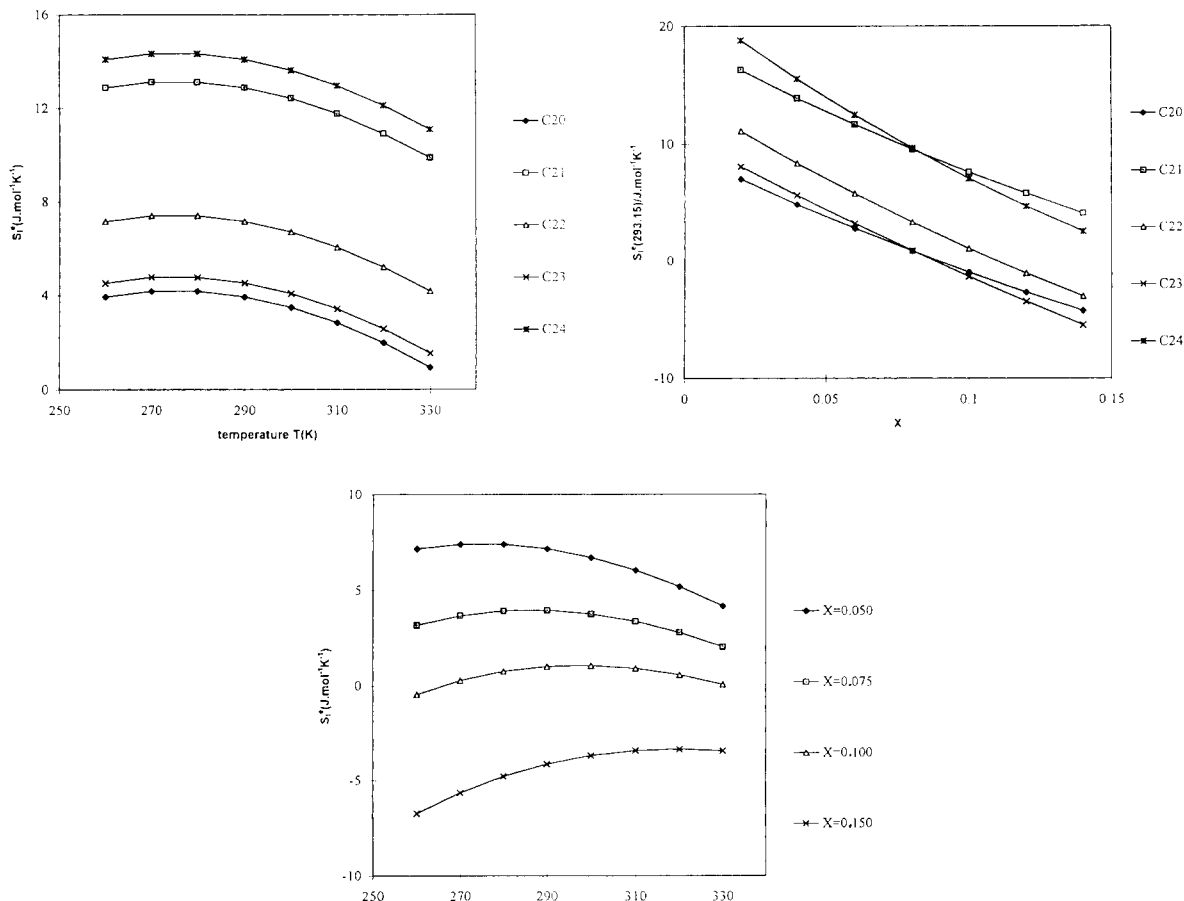 16
12
8
4
0
Sᵢᴱ(J.mol⁻¹K⁻¹)
250
270
290
310
330
temperature T(K)
C20
C21
C22
C23
C24
20
10
0
-10
Sᵢᴱ(293.15)/J.mol⁻¹K⁻¹
0
0.05
0.1
0.15
X
C20
C21
C22
C23
C24
10
5
0
-5
-10
Sᵢᴱ(J.mol⁻¹K⁻¹)
250
270
290
310
330
X=0.050
X=0.075
X=0.100
X=0.150